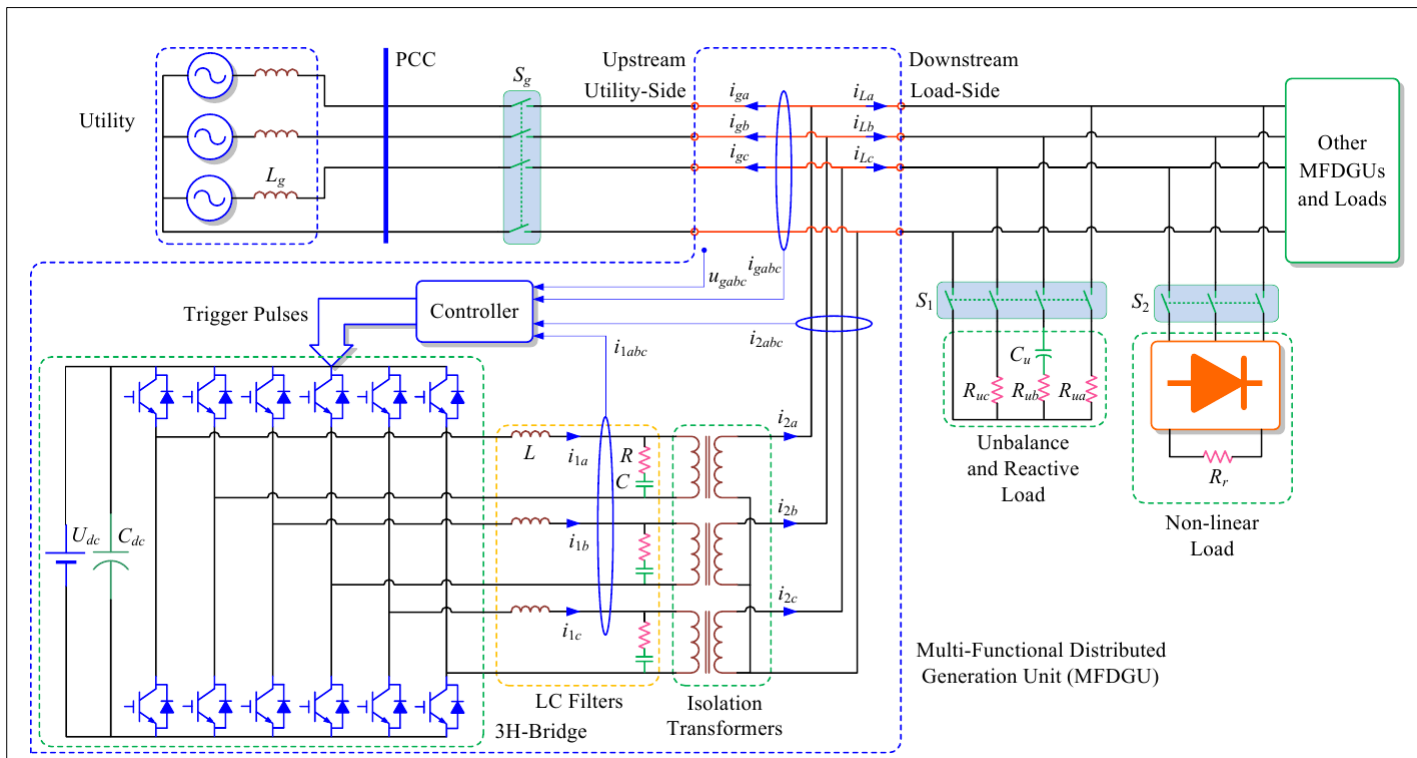 PCC
S_g
Upstream
Utility-Side
Downstream
Load-Side
i_ga
i_La
i_gb
i_Lb
i_gc
i_Lc
Utility
L_g
Other
MFDGUs
and Loads
u_gabc
i_gabc
Controller
Trigger Pulses
i_2abc
i_1abc
S_1
S_2
C_u
R_uc
R_ub
R_ua
Unbalance
and Reactive
Load
R_r
Non-linear
Load
L
i_1a
R
C
i_2a
i_1b
i_2b
i_1c
i_2c
U_dc
C_dc
LC Filters
3H-Bridge
Isolation
Transformers
Multi-Functional Distributed
Generation Unit (MFDGU)